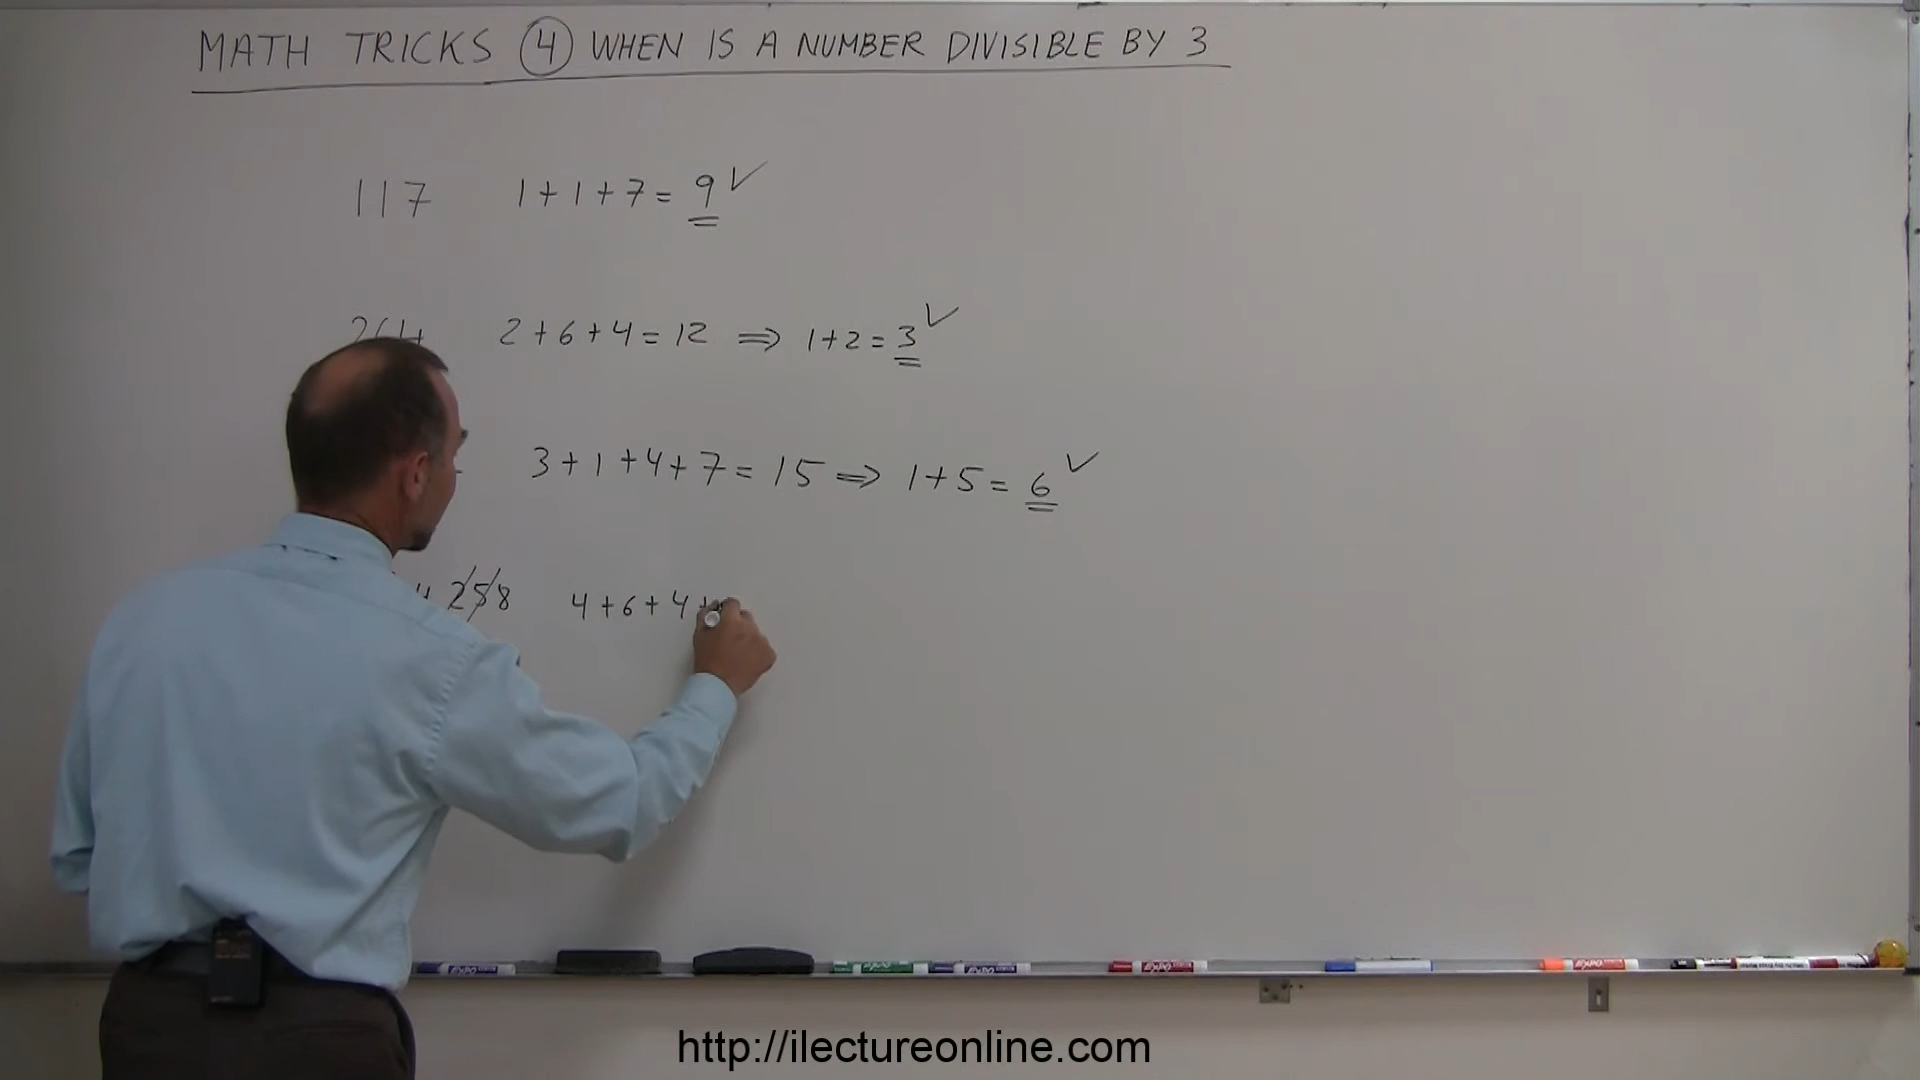 MATH TRICKS 4 WHEN IS A NUMBER DIVISIBLE BY 3
117 1+1+7=9 ✓
264 2+6+4=12 ⇒ 1+2=3 ✓
3+1+4+7=15 ⇒ 1+5=6 ✓
4 258 4+6+4+
http://ilectureonline.com